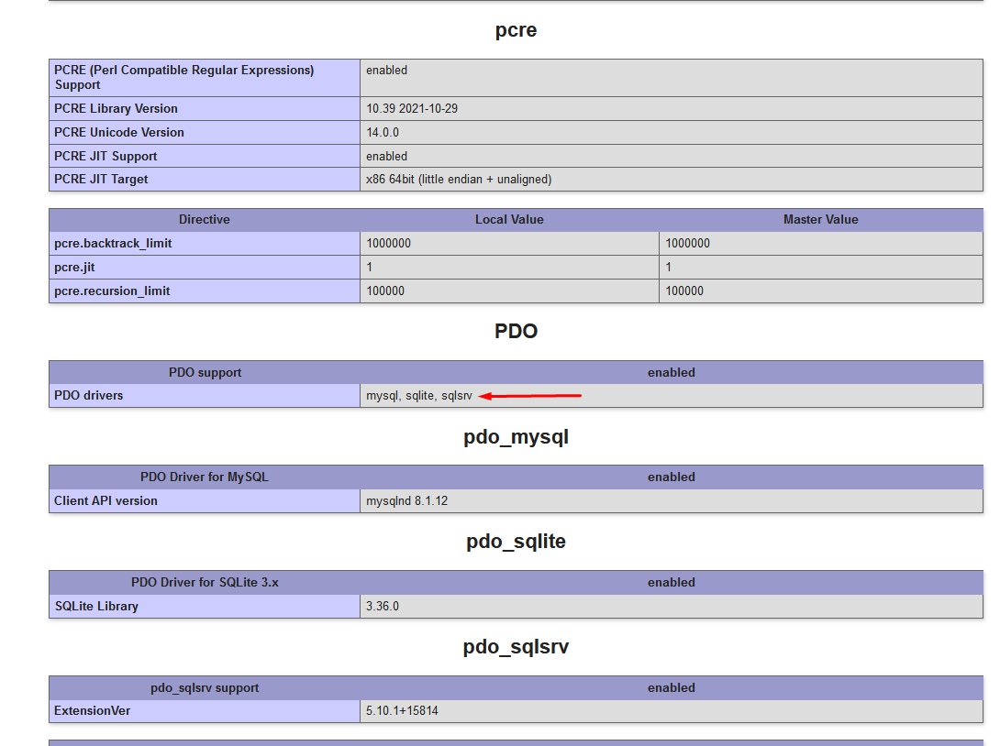 pcre
PCRE (Perl Compatible Regular Expressions)
Support
enabled
PCRE Library Version 10.39 2021-10-29
PCRE Unicode Version 14.0.0
PCRE JIT Support enabled
PCRE JIT Target x86 64bit (little endian + unaligned)
Directive Local Value Master Value
pcre.backtrack_limit 1000000 1000000
pcre.jit 1 1
pcre.recursion_limit 100000 100000
PDO
PDO support enabled
PDO drivers mysql, sqlite, sqlsrv
pdo_mysql
PDO Driver for MySQL enabled
Client API version mysqlnd 8.1.12
pdo_sqlite
PDO Driver for SQLite 3.x enabled
SQLite Library 3.36.0
pdo_sqlsrv
pdo_sqlsrv support enabled
ExtensionVer 5.10.1+15814